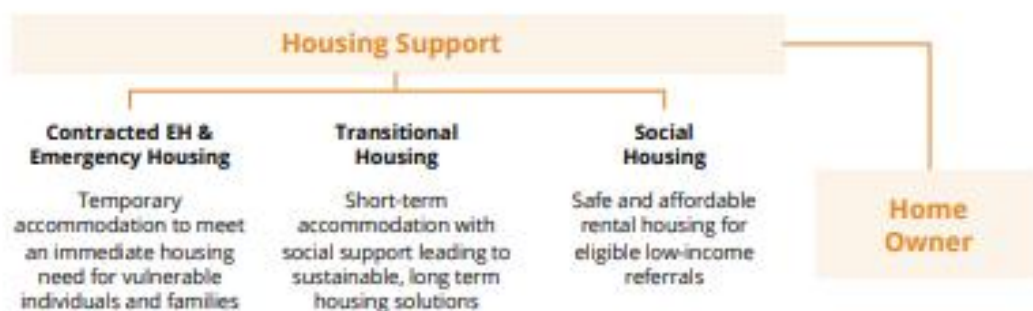 Housing Support
Contracted EH &
Emergency Housing
Temporary
accommodation to meet
an immediate housing
need for vulnerable
individuals and families
Transitional
Housing
Short-term
accommodation with
social support leading to
sustainable, long term
housing solutions
Social
Housing
Safe and affordable
rental housing for
eligible low-income
referrals
Home
Owner